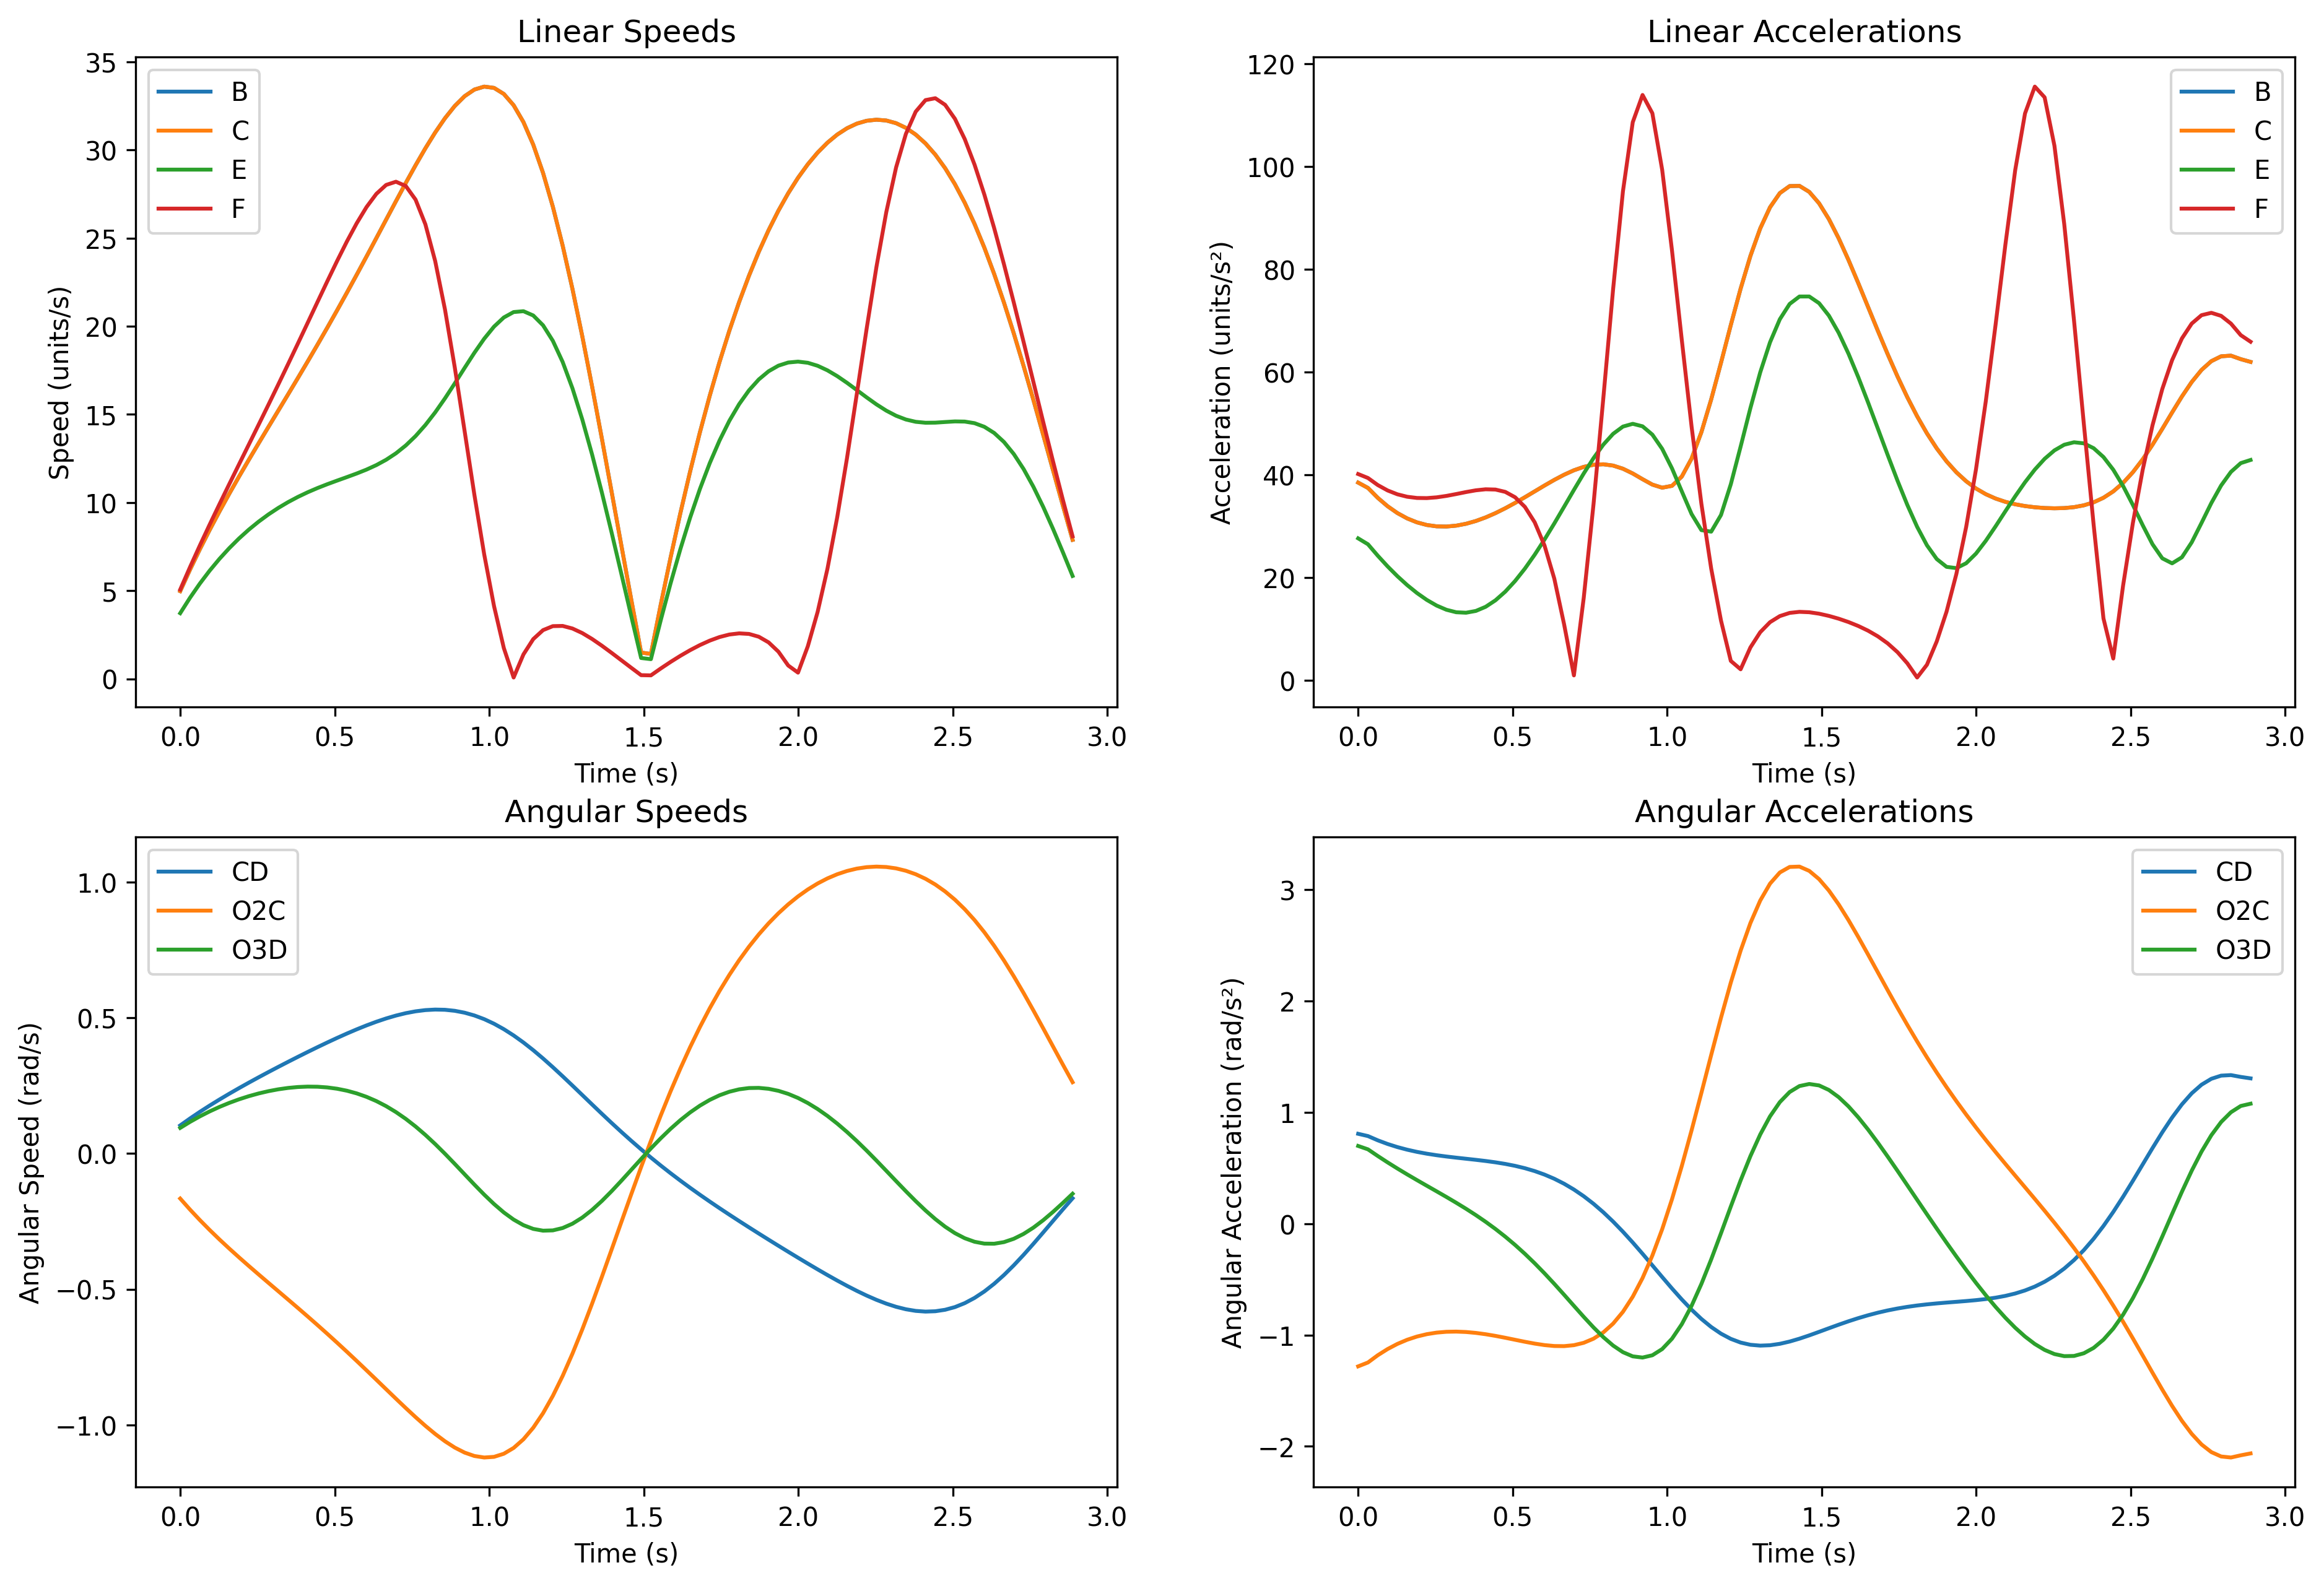 Linear Speeds
35
30
25
20
15
10
5
0
Speed (units/s)
B
C
E
F
0.0 0.5 1.0 1.5 2.0 2.5 3.0
Time (s)
Linear Accelerations
120
100
80
60
40
20
0
Acceleration (units/s²)
B
C
E
F
0.0 0.5 1.0 1.5 2.0 2.5 3.0
Time (s)
Angular Speeds
1.0
0.5
0.0
−0.5
−1.0
Angular Speed (rad/s)
CD
O2C
O3D
0.0 0.5 1.0 1.5 2.0 2.5 3.0
Time (s)
Angular Accelerations
3
2
1
0
−1
−2
Angular Acceleration (rad/s²)
CD
O2C
O3D
0.0 0.5 1.0 1.5 2.0 2.5 3.0
Time (s)